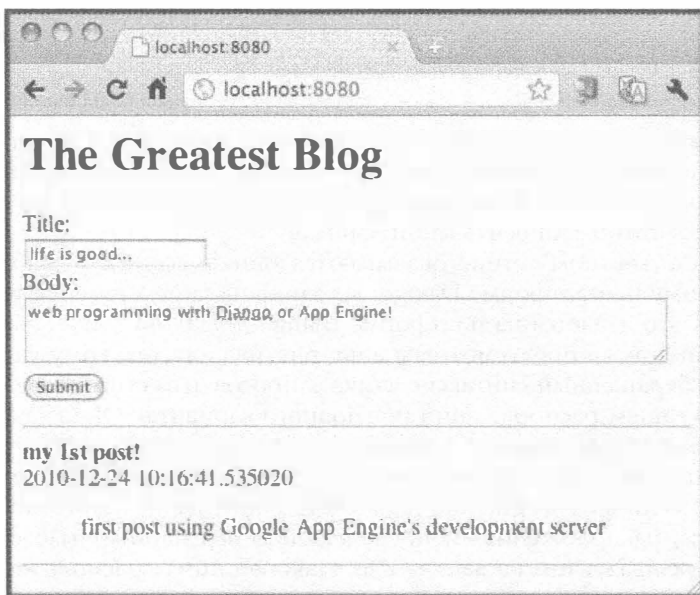 localhost:8080
localhost:8080
The Greatest Blog
Title:
life is good...
Body:
web programming with Django or App Engine!
Submit
my 1st post!
2010-12-24 10:16:41.535020
first post using Google App Engine's development server